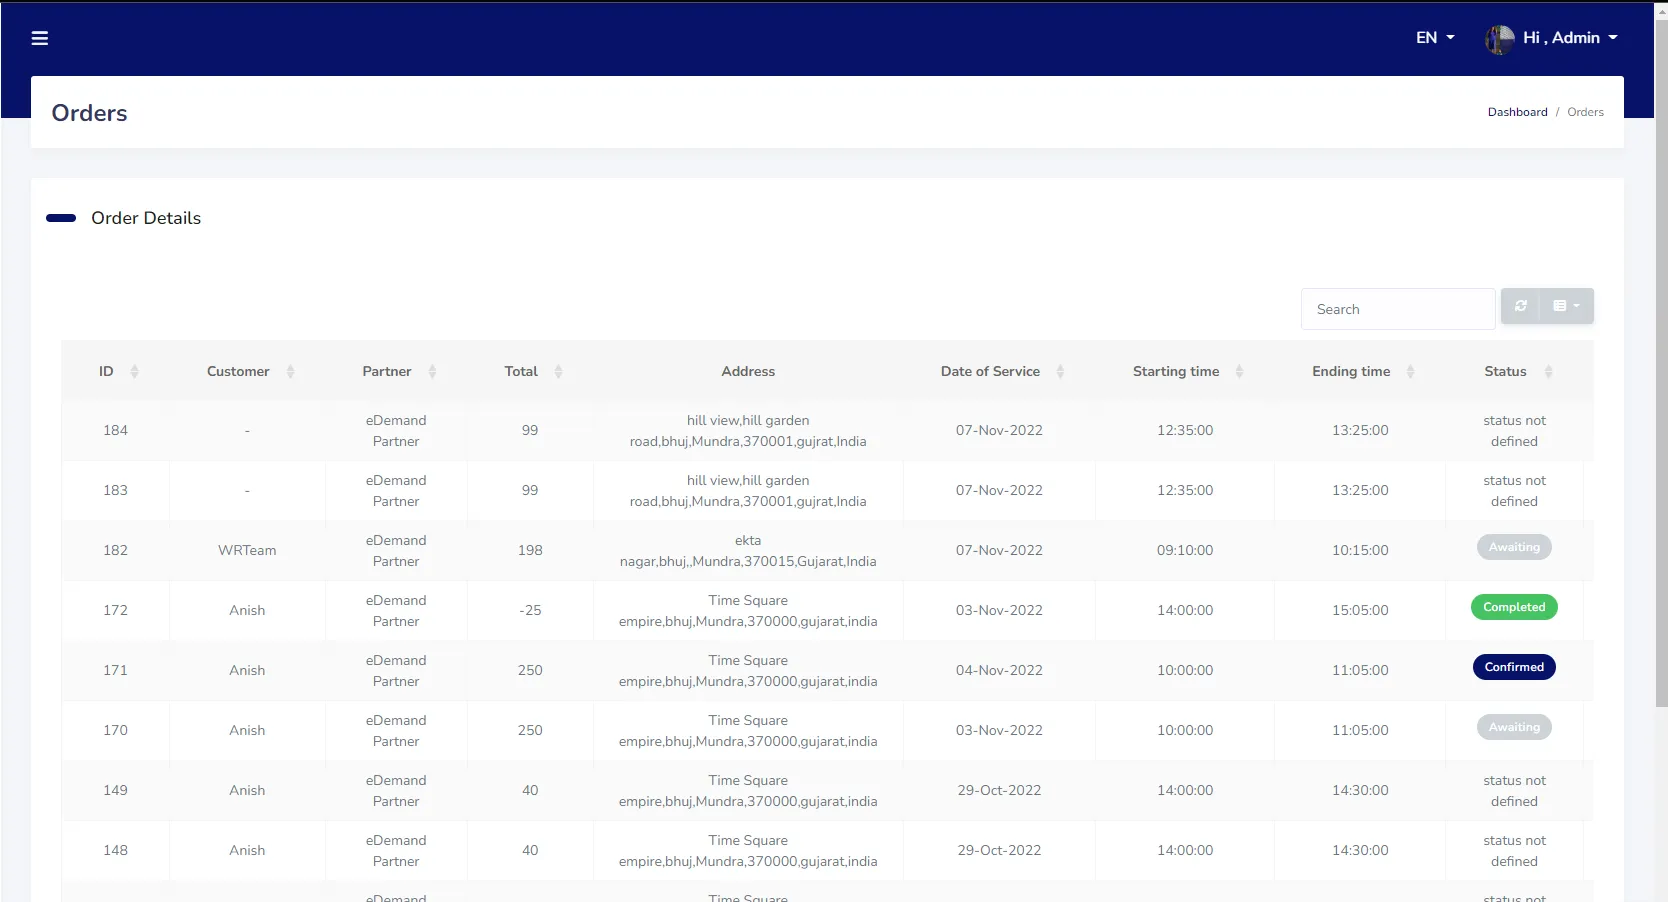 EN
Hi , Admin
Orders
Dashboard / Orders
Order Details
Search
ID Customer Partner Total Address Date of Service Starting time Ending time Status
184 - eDemand Partner 99 hill view,hill garden road,bhuj,Mundra,370001,gujrat,India 07-Nov-2022 12:35:00 13:25:00 status not defined
183 - eDemand Partner 99 hill view,hill garden road,bhuj,Mundra,370001,gujrat,India 07-Nov-2022 12:35:00 13:25:00 status not defined
182 WRTeam eDemand Partner 198 ekta nagar,bhuj,,Mundra,370015,Gujarat,India 07-Nov-2022 09:10:00 10:15:00 Awaiting
172 Anish eDemand Partner -25 Time Square empire,bhuj,Mundra,370000,gujarat,india 03-Nov-2022 14:00:00 15:05:00 Completed
171 Anish eDemand Partner 250 Time Square empire,bhuj,Mundra,370000,gujarat,india 04-Nov-2022 10:00:00 11:05:00 Confirmed
170 Anish eDemand Partner 250 Time Square empire,bhuj,Mundra,370000,gujarat,india 03-Nov-2022 10:00:00 11:05:00 Awaiting
149 Anish eDemand Partner 40 Time Square empire,bhuj,Mundra,370000,gujarat,india 29-Oct-2022 14:00:00 14:30:00 status not defined
148 Anish eDemand Partner 40 Time Square empire,bhuj,Mundra,370000,gujarat,india 29-Oct-2022 14:00:00 14:30:00 status not defined
eDemand Time Square status not